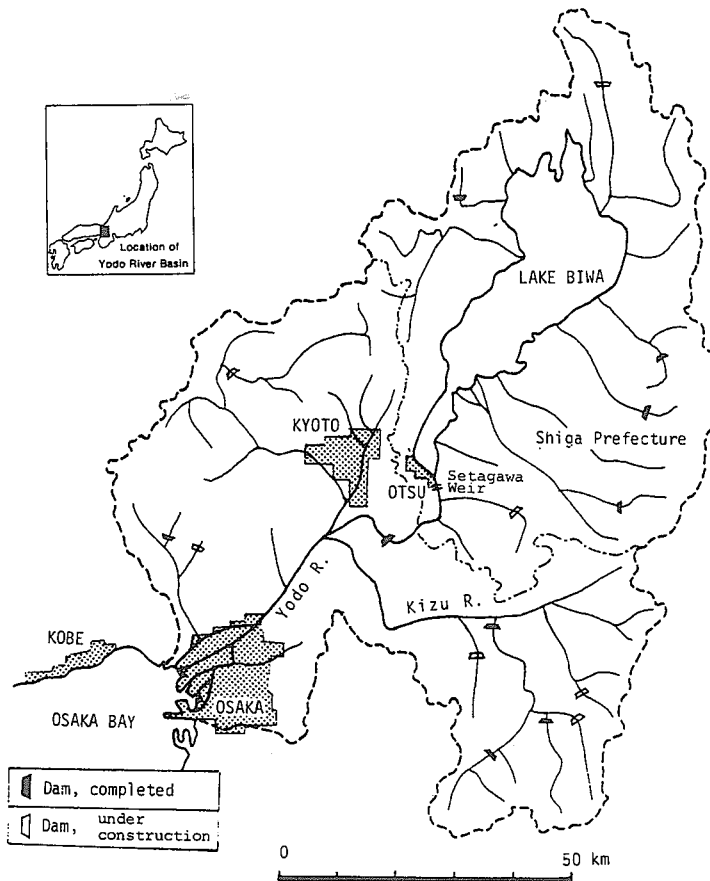 Location of
Yodo River Basin
LAKE BIWA
KYOTO
Shiga Prefecture
OTSU
Setagawa
Weir
Yodo R.
Kizu R.
KOBE
OSAKA
OSAKA BAY
Dam, completed
Dam, under
construction
0 50 km